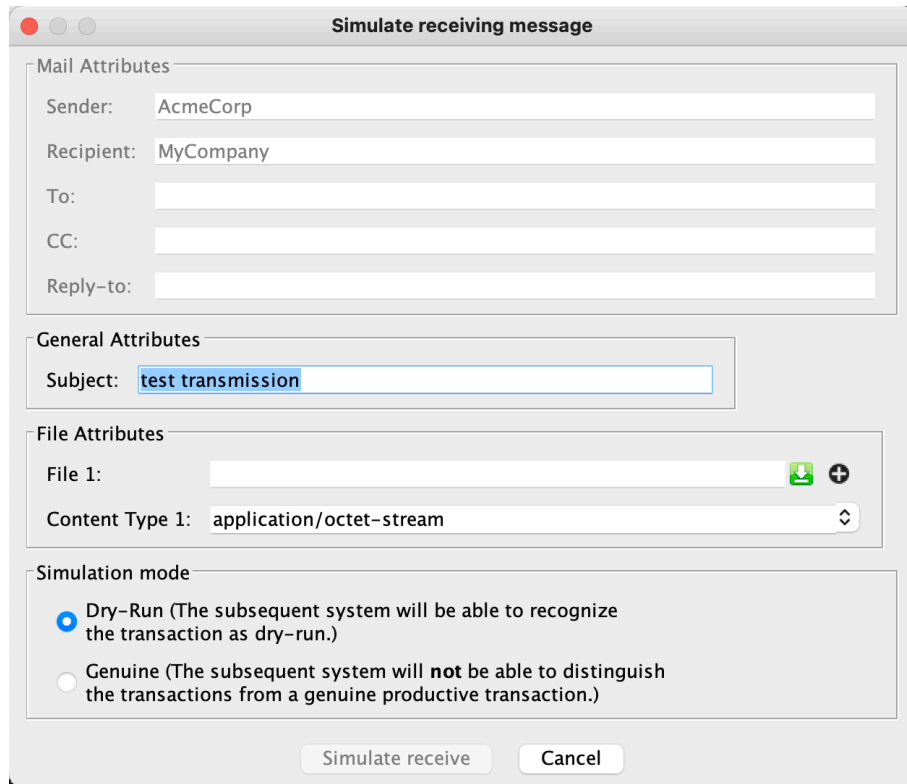 Simulate receiving message
Mail Attributes
Sender: AcmeCorp
Recipient: MyCompany
To:
CC:
Reply-to:
General Attributes
Subject: test transmission
File Attributes
File 1:
Content Type 1: application/octet-stream
Simulation mode
Dry-Run (The subsequent system will be able to recognize
the transaction as dry-run.)
Genuine (The subsequent system will not be able to distinguish
the transactions from a genuine productive transaction.)
Simulate receive Cancel